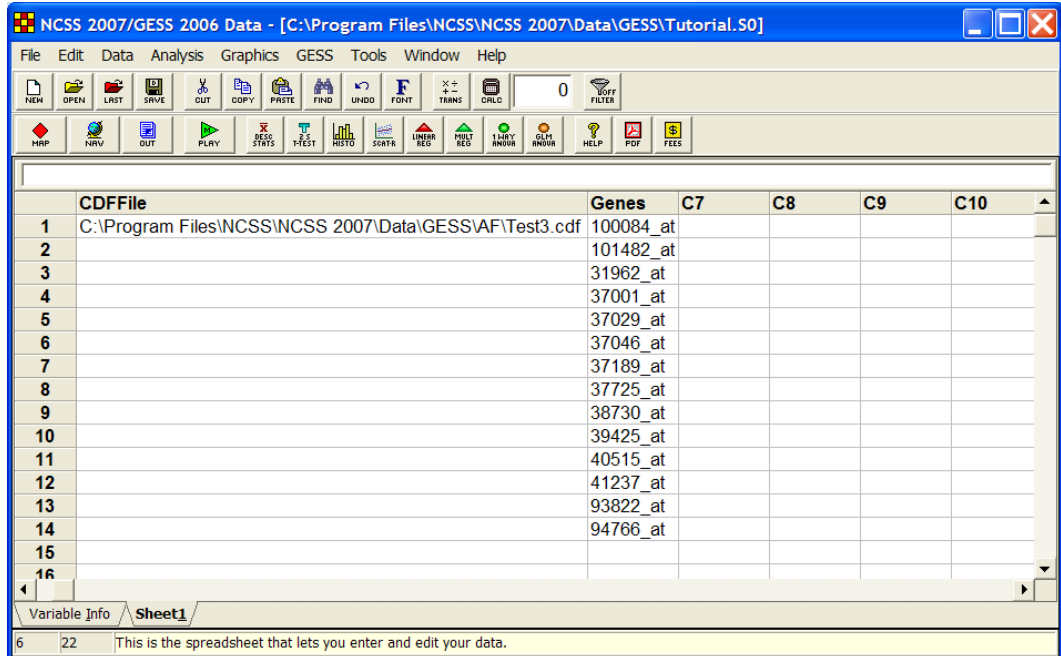 NCSS 2007/GESS 2006 Data - [C:\Program Files\NCSS\NCSS 2007\Data\GESS\Tutorial.S0]
File Edit Data Analysis Graphics GESS Tools Window Help
NEW OPEN LAST SAVE CUT COPY PASTE FIND UNDO FONT TRANS CALC 0 OFF FILTER
MAP NAV OUT PLAY DESC STATS 2 S T-TEST HISTO SCAT-R LINEAR REG MULT REG 1 WAY ANOVA GLM ANOVA HELP PDF FEES
CDFFile Genes C7 C8 C9 C10
1 C:\Program Files\NCSS\NCSS 2007\Data\GESS\AF\Test3.cdf 100084_at
2 101482_at
3 31962_at
4 37001_at
5 37029_at
6 37046_at
7 37189_at
8 37725_at
9 38730_at
10 39425_at
11 40515_at
12 41237_at
13 93822_at
14 94766_at
15
16
Variable Info Sheet1
6 22 This is the spreadsheet that lets you enter and edit your data.